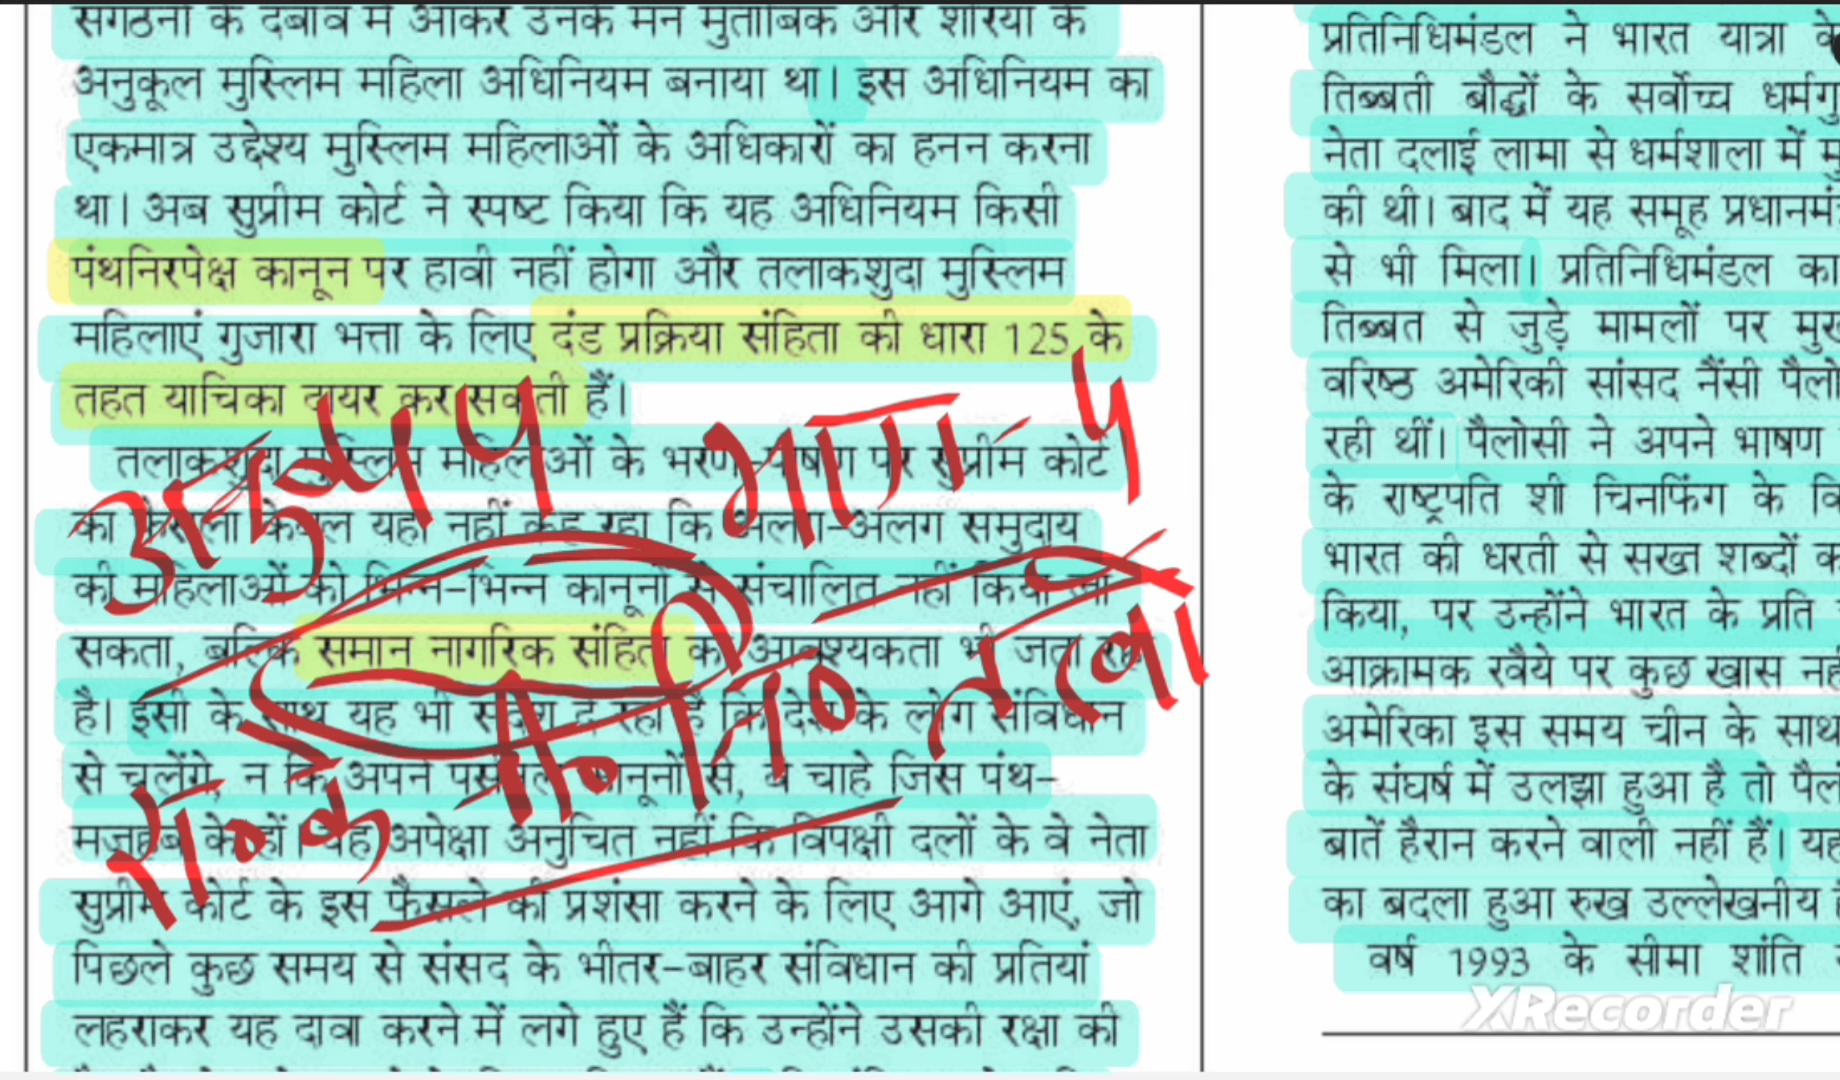 संगठनों के दबाव में आकर उनके मन मुताबिक और शरिया के
अनुकूल मुस्लिम महिला अधिनियम बनाया था। इस अधिनियम का
एकमात्र उद्देश्य मुस्लिम महिलाओं के अधिकारों का हनन करना
था। अब सुप्रीम कोर्ट ने स्पष्ट किया कि यह अधिनियम किसी
पंथनिरपेक्ष कानून पर हावी नहीं होगा और तलाकशुदा मुस्लिम
महिलाएं गुजारा भत्ता के लिए दंड प्रक्रिया संहिता की धारा 125 के
तहत याचिका दायर कर सकती हैं।
तलाकशुदा मुस्लिम महिलाओं के भरण पोषण पर सुप्रीम कोर्ट
का फैसला केवल यही नहीं कह रहा कि अलग-अलग समुदाय
की महिलाओं को भिन्न-भिन्न कानूनों से संचालित नहीं किया जा
सकता, बल्कि समान नागरिक संहिता की आवश्यकता भी जता रहा
है। इसी के साथ यह भी संदेश दे रहा है कि देश के लोग संविधान
से चलेंगे, न कि अपने पर्सनल कानूनों से, वे चाहे जिस पंथ-
मजहब के हों। यह अपेक्षा अनुचित नहीं कि विपक्षी दलों के वे नेता
सुप्रीम कोर्ट के इस फैसले की प्रशंसा करने के लिए आगे आएं, जो
पिछले कुछ समय से संसद के भीतर-बाहर संविधान की प्रतियां
लहराकर यह दावा करने में लगे हुए हैं कि उन्होंने उसकी रक्षा की
भाग-4
प्रतिनिधिमंडल ने भारत यात्रा के
तिब्बती बौद्धों के सर्वोच्च
नेता दलाई लामा से धर्मशाला में
की थी। बाद में यह समूह
से भी मिला। प्रतिनिधिमंडल का
तिब्बत से जुड़े मामलों पर
वरिष्ठ अमेरिकी सांसद नैंसी
रही थीं। पैलोसी ने अपने भाषण
के राष्ट्रपति शी चिनफिंग के
भारत की धरती से सख्त शब्दों
किया, पर उन्होंने भारत के प्रति
आक्रामक रवैये पर कुछ खास
अमेरिका इस समय चीन के साथ
के संघर्ष में उलझा हुआ है तो
बातें हैरान करने वाली नहीं हैं।
का बदला हुआ रुख उल्लेखनीय
वर्ष 1993 के सीमा शांति
XRecorder